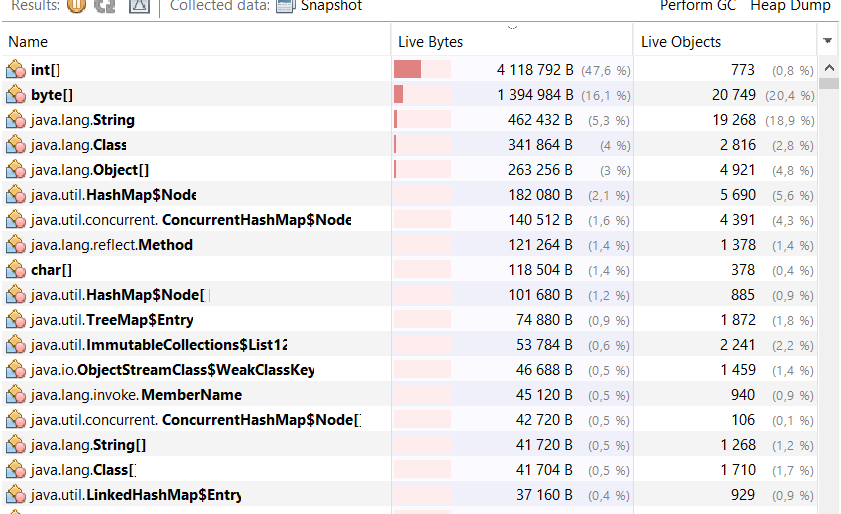 Results: Collected data: Snapshot Perform GC Heap Dump
Name Live Bytes Live Objects
int[] 4 118 792 B (47,6 %) 773 (0,8 %)
byte[] 1 394 984 B (16,1 %) 20 749 (20,4 %)
java.lang.String 462 432 B (5,3 %) 19 268 (18,9 %)
java.lang.Class 341 864 B (4 %) 2 816 (2,8 %)
java.lang.Object[] 263 256 B (3 %) 4 921 (4,8 %)
java.util.HashMap$Node 182 080 B (2,1 %) 5 690 (5,6 %)
java.util.concurrent. ConcurrentHashMap$Node 140 512 B (1,6 %) 4 391 (4,3 %)
java.lang.reflect.Method 121 264 B (1,4 %) 1 378 (1,4 %)
char[] 118 504 B (1,4 %) 378 (0,4 %)
java.util.HashMap$Node[ 101 680 B (1,2 %) 885 (0,9 %)
java.util.TreeMap$Entry 74 880 B (0,9 %) 1 872 (1,8 %)
java.util.ImmutableCollections$List12 53 784 B (0,6 %) 2 241 (2,2 %)
java.io.ObjectStreamClass$WeakClassKey 46 688 B (0,5 %) 1 459 (1,4 %)
java.lang.invoke.MemberName 45 120 B (0,5 %) 940 (0,9 %)
java.util.concurrent. ConcurrentHashMap$Node[] 42 720 B (0,5 %) 106 (0,1 %)
java.lang.String[] 41 720 B (0,5 %) 1 268 (1,2 %)
java.lang.Class[] 41 704 B (0,5 %) 1 710 (1,7 %)
java.util.LinkedHashMap$Entry 37 160 B (0,4 %) 929 (0,9 %)